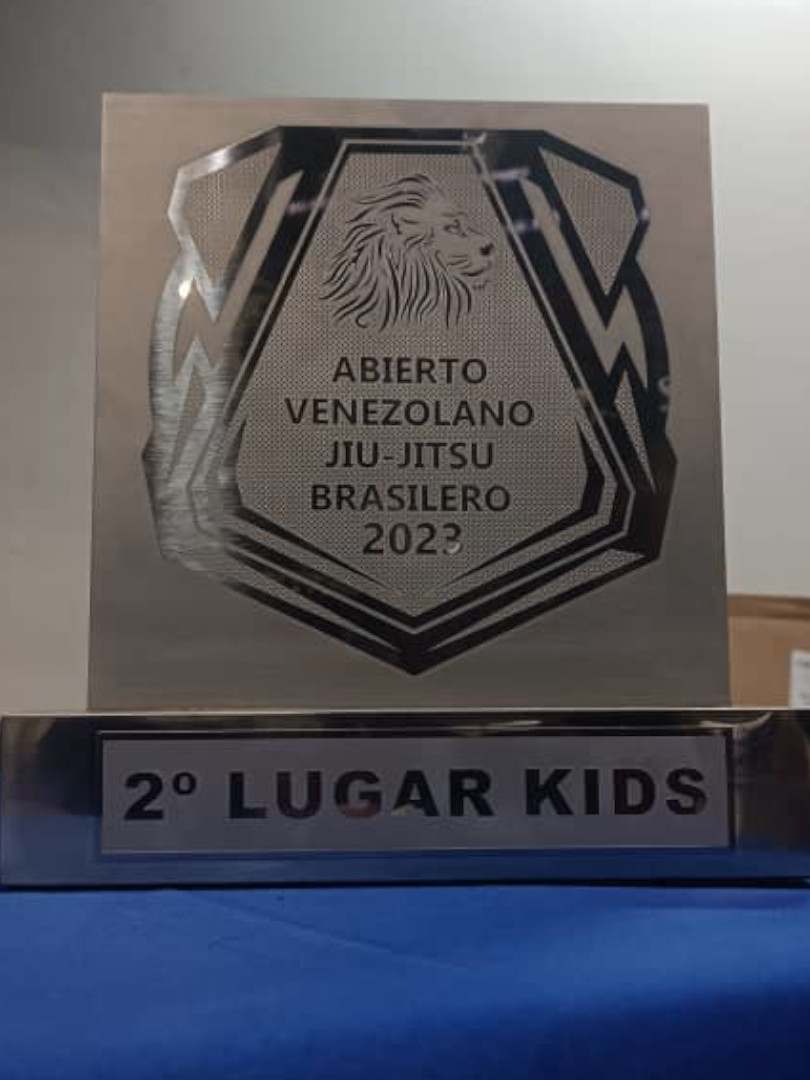 ABIERTO
VENEZOLANO
JIU-JITSU
BRASILERO
2023
2º LUGAR KIDS